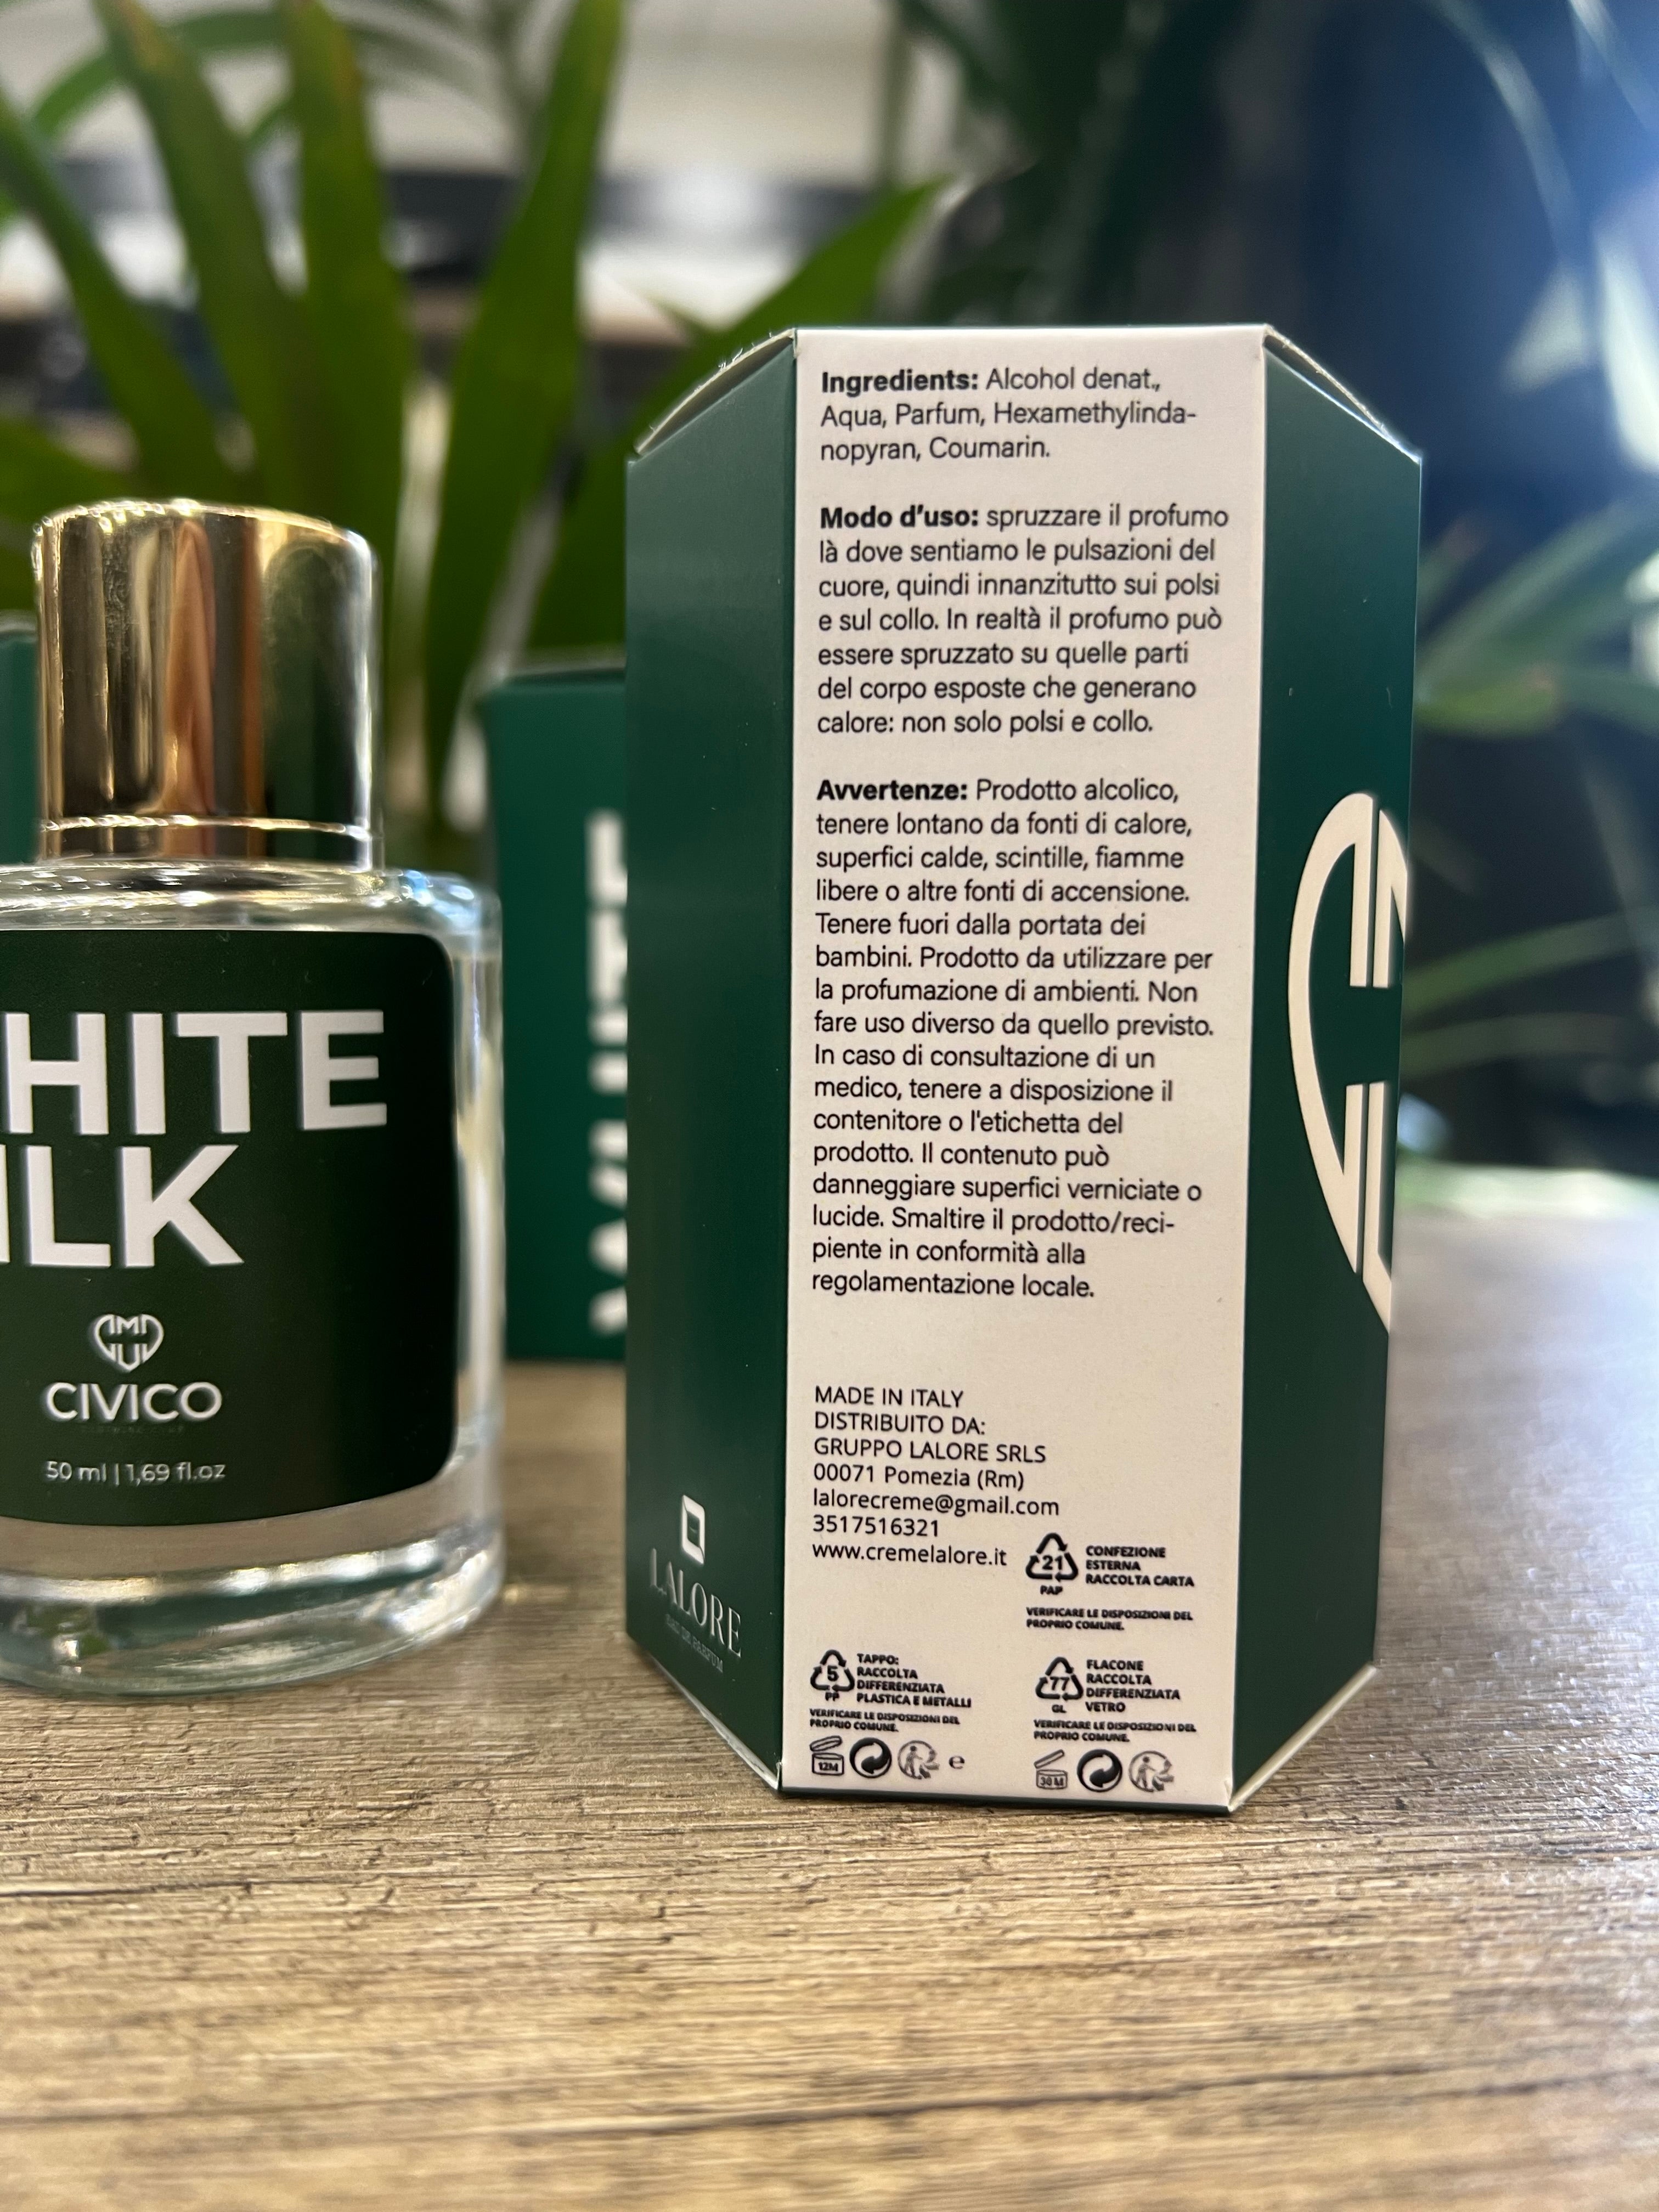 HITE
ILK
CIVICO
50 ml | 1,69 fl.oz
Ingredients: Alcohol denat.,
Aqua, Parfum, Hexamethylinda-
nopyran, Coumarin.
Modo d'uso: spruzzare il profumo
là dove sentiamo le pulsazioni del
cuore, quindi innanzitutto sui polsi
e sul collo. In realtà il profumo può
essere spruzzato su quelle parti
del corpo esposte che generano
calore: non solo polsi e collo.
Avvertenze: Prodotto alcolico,
tenere lontano da fonti di calore,
superfici calde, scintille, fiamme
libere o altre fonti di accensione.
Tenere fuori dalla portata dei
bambini. Prodotto da utilizzare per
la profumazione di ambienti. Non
fare uso diverso da quello previsto.
In caso di consultazione di un
medico, tenere a disposizione il
contenitore o l'etichetta del
prodotto. Il contenuto può
danneggiare superfici verniciate o
lucide. Smaltire il prodotto/reci-
piente in conformità alla
regolamentazione locale.
MADE IN ITALY
DISTRIBUITO DA:
GRUPPO LALORE SRLS
00071 Pomezia (Rm)
lalorecreme@gmail.com
3517516321
www.cremelalore.it
21
PAP
CONFEZIONE
ESTERNA
RACCOLTA CARTA
VERIFICARE LE DISPOSIZIONI DEL
PROPRIO COMUNE.
5
PP
TAPPO:
RACCOLTA
DIFFERENZIATA
PLASTICA E METALLI
VERIFICARE LE DISPOSIZIONI DEL
PROPRIO COMUNE.
12M
e
77
GL
FLACONE
RACCOLTA
DIFFERENZIATA
VETRO
VERIFICARE LE DISPOSIZIONI DEL
PROPRIO COMUNE.
30 M
LALORE
EAU DE PARFUM